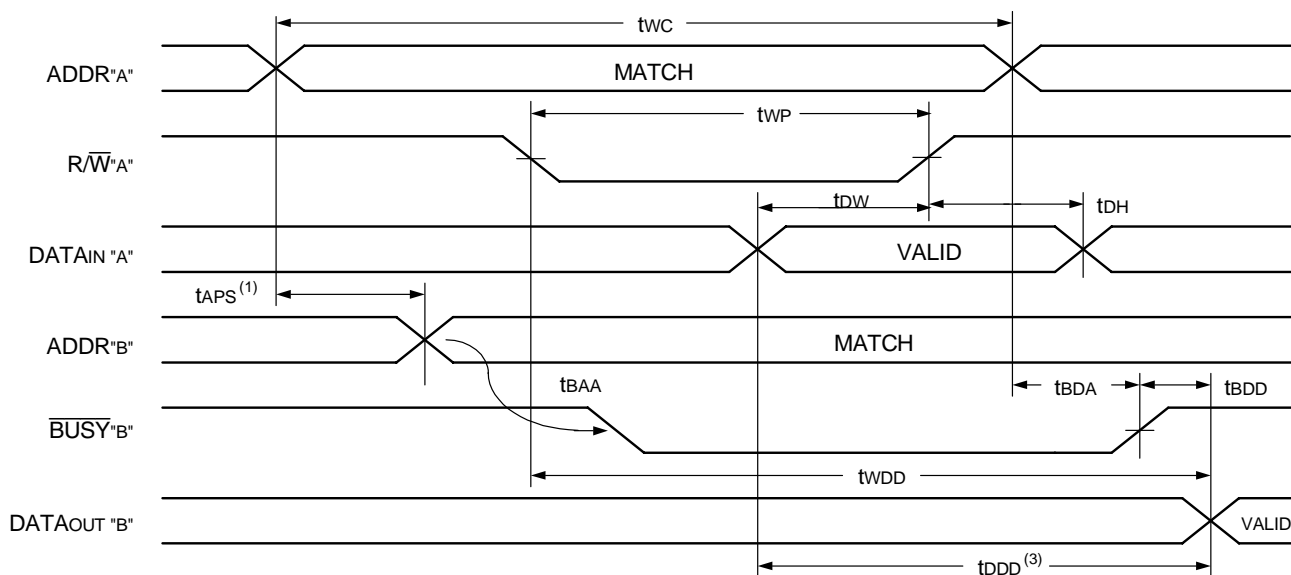 tWC
ADDR"A" MATCH
tWP
R/W̅"A"
tDW tDH
DATAIN "A" VALID
tAPS(1)
ADDR"B" MATCH
tBAA tBDA tBDD
B̅U̅S̅Y̅"B"
tWDD
DATAOUT "B" VALID
tDDD(3)